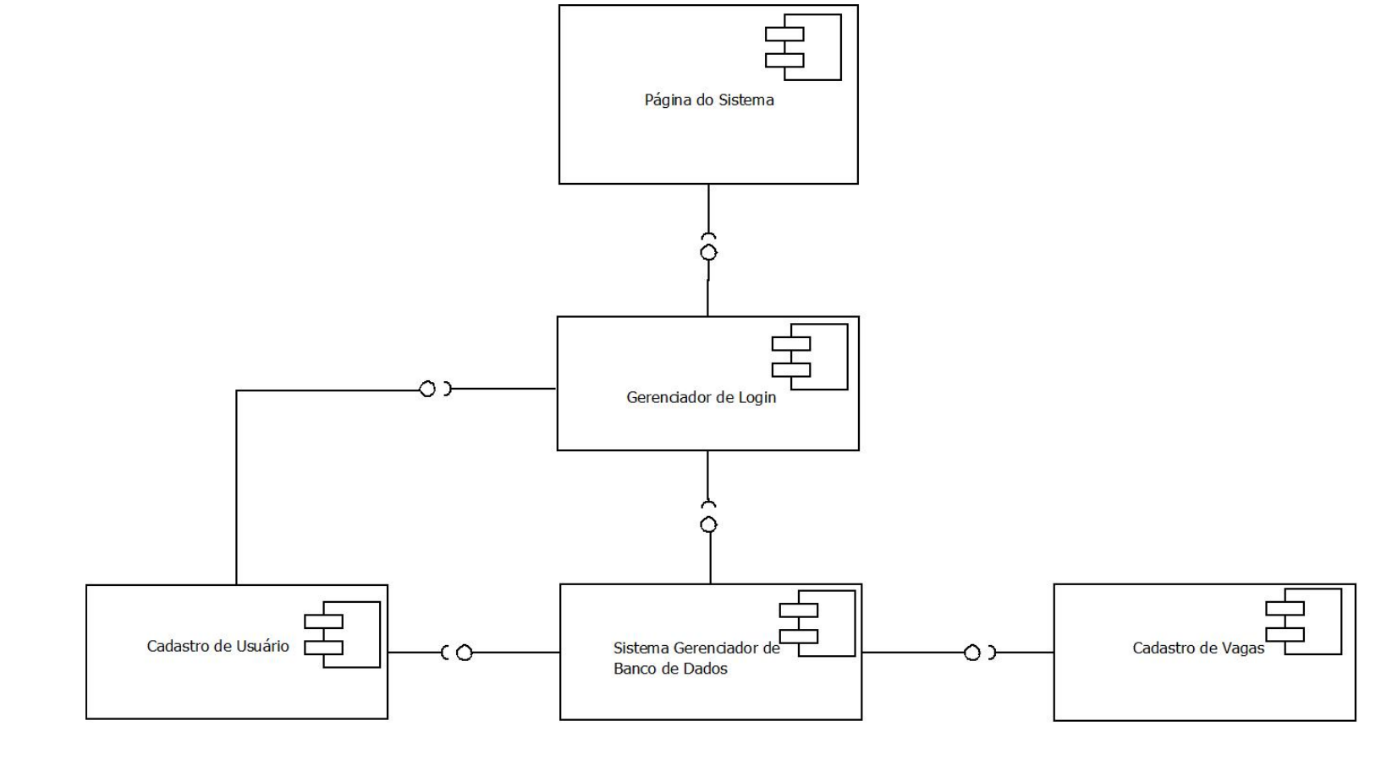 Página do Sistema
Gerenciador de Login
Cadastro de Usuário
Sistema Gerenciador de
Banco de Dados
Cadastro de Vagas